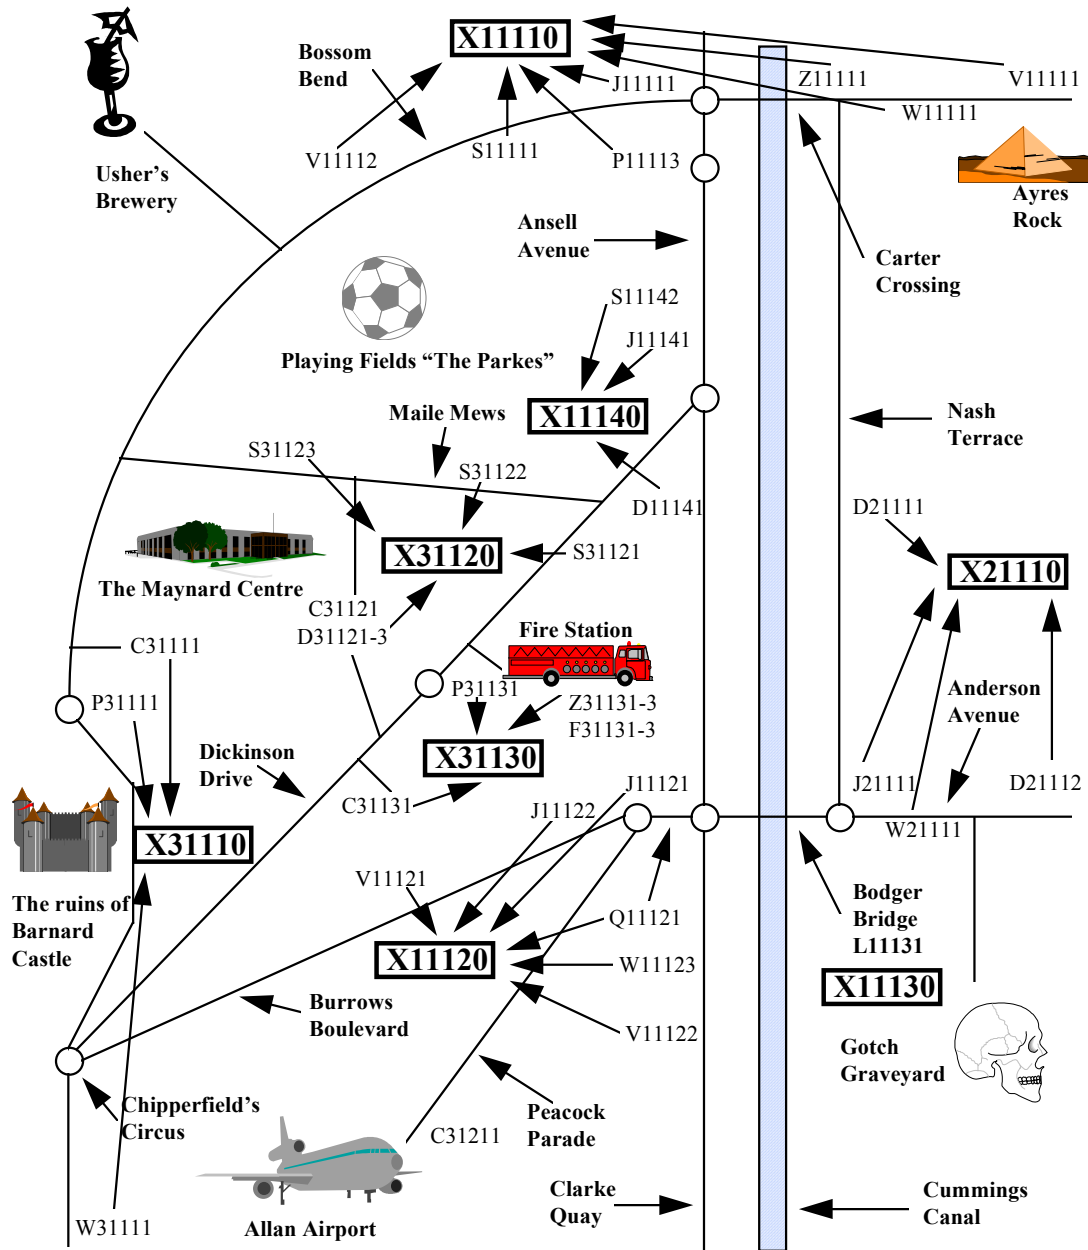 X11110
Bossom
Bend
J11111
Z11111
V11111
W11111
V11112
S11111
P11113
Usher's
Brewery
Ayres
Rock
Ansell
Avenue
Carter
Crossing
S11142
J11141
Playing Fields “The Parkes”
X11140
Maile Mews
Nash
Terrace
S31123
S31122
D11141
D21111
X31120
S31121
X21110
The Maynard Centre
C31121
D31121-3
Fire Station
C31111
P31131
Z31131-3
F31131-3
Anderson
Avenue
P31111
Dickinson
Drive
X31130
C31131
J11121
J21111
D21112
J11122
W21111
X31110
V11121
The ruins of
Barnard
Castle
Q11121
Bodger
Bridge
L11131
X11120
W11123
X11130
Burrows
Boulevard
V11122
Gotch
Graveyard
Chipperfield's
Circus
Peacock
Parade
C31211
W31111
Allan Airport
Clarke
Quay
Cummings
Canal